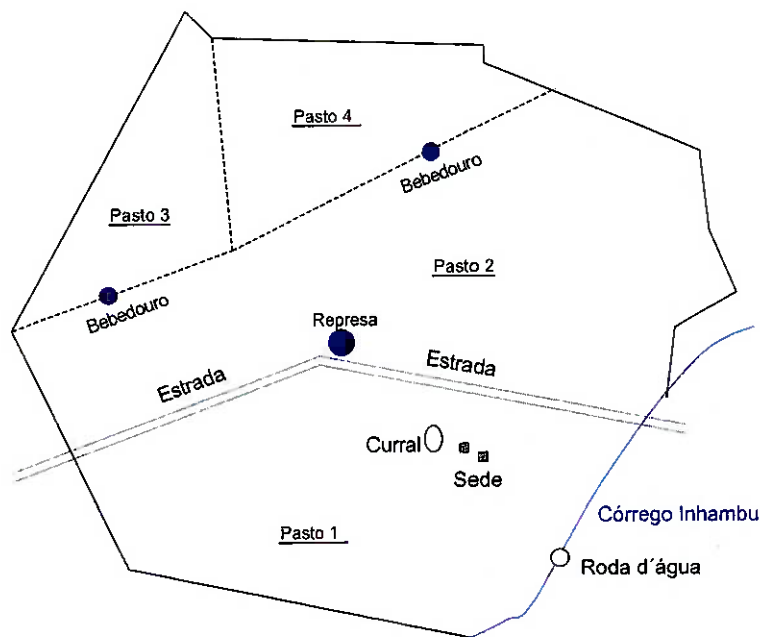 Pasto 4
Bebedouro
Pasto 3
Pasto 2
Bebedouro
Represa
Estrada
Estrada
Curral
Sede
Córrego Inhambu
Pasto 1
Roda d´água